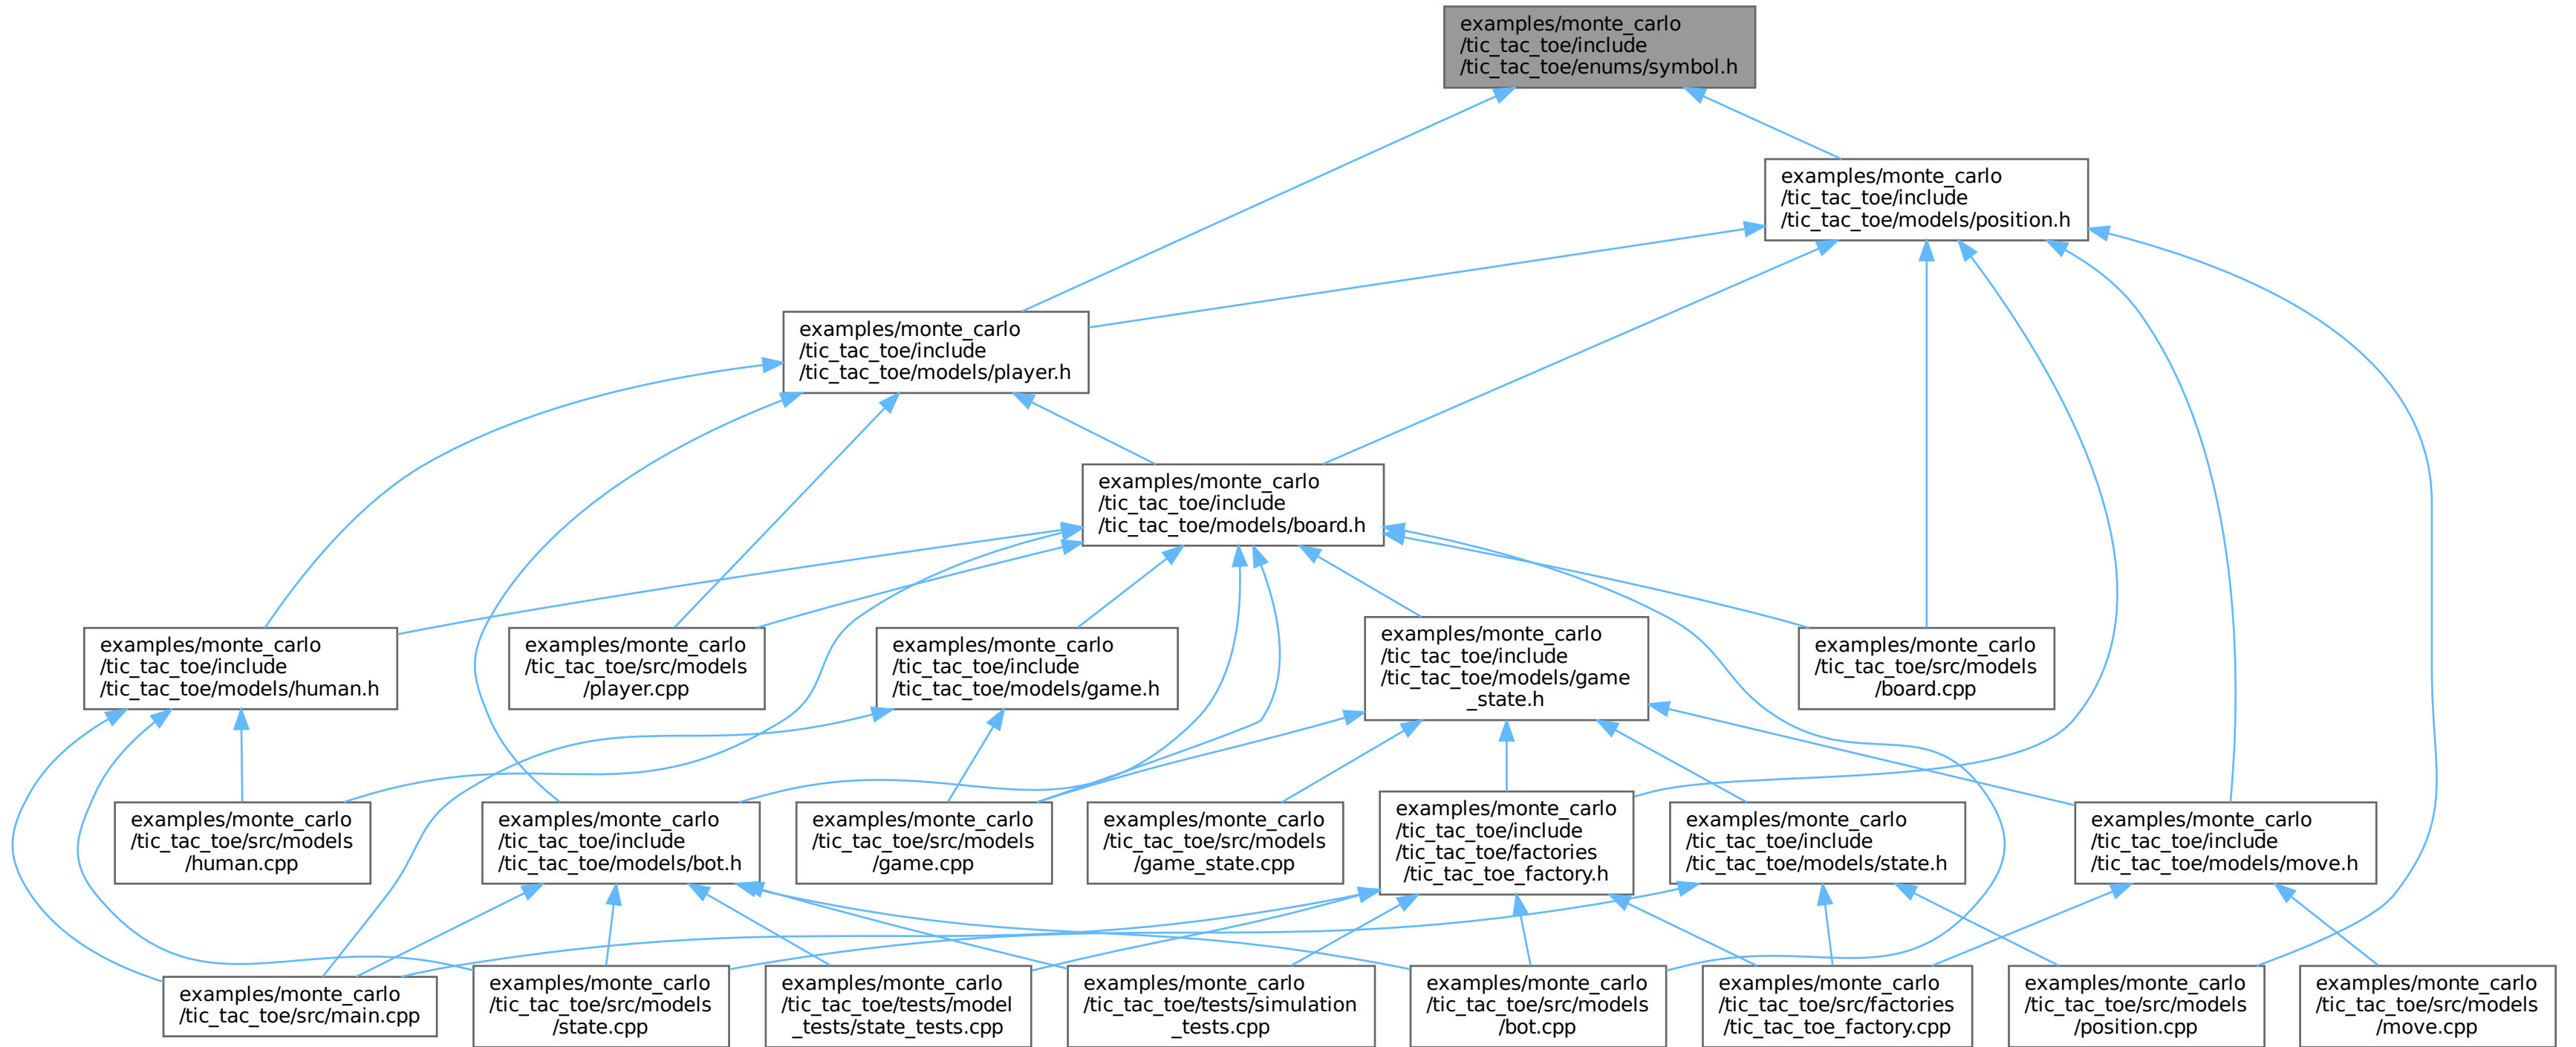 examples/monte_carlo
/tic_tac_toe/include
/tic_tac_toe/enums/symbol.h
examples/monte_carlo
/tic_tac_toe/include
/tic_tac_toe/models/position.h
examples/monte_carlo
/tic_tac_toe/include
/tic_tac_toe/models/player.h
examples/monte_carlo
/tic_tac_toe/include
/tic_tac_toe/models/board.h
examples/monte_carlo
/tic_tac_toe/include
/tic_tac_toe/models/human.h
examples/monte_carlo
/tic_tac_toe/src/models
/player.cpp
examples/monte_carlo
/tic_tac_toe/include
/tic_tac_toe/models/game.h
examples/monte_carlo
/tic_tac_toe/include
/tic_tac_toe/models/game
_state.h
examples/monte_carlo
/tic_tac_toe/src/models
/board.cpp
examples/monte_carlo
/tic_tac_toe/src/models
/human.cpp
examples/monte_carlo
/tic_tac_toe/include
/tic_tac_toe/models/bot.h
examples/monte_carlo
/tic_tac_toe/src/models
/game.cpp
examples/monte_carlo
/tic_tac_toe/src/models
/game_state.cpp
examples/monte_carlo
/tic_tac_toe/include
/tic_tac_toe/factories
/tic_tac_toe_factory.h
examples/monte_carlo
/tic_tac_toe/include
/tic_tac_toe/models/state.h
examples/monte_carlo
/tic_tac_toe/include
/tic_tac_toe/models/move.h
examples/monte_carlo
/tic_tac_toe/src/main.cpp
examples/monte_carlo
/tic_tac_toe/src/models
/state.cpp
examples/monte_carlo
/tic_tac_toe/tests/model
_tests/state_tests.cpp
examples/monte_carlo
/tic_tac_toe/tests/simulation
_tests.cpp
examples/monte_carlo
/tic_tac_toe/src/models
/bot.cpp
examples/monte_carlo
/tic_tac_toe/src/factories
/tic_tac_toe_factory.cpp
examples/monte_carlo
/tic_tac_toe/src/models
/position.cpp
examples/monte_carlo
/tic_tac_toe/src/models
/move.cpp